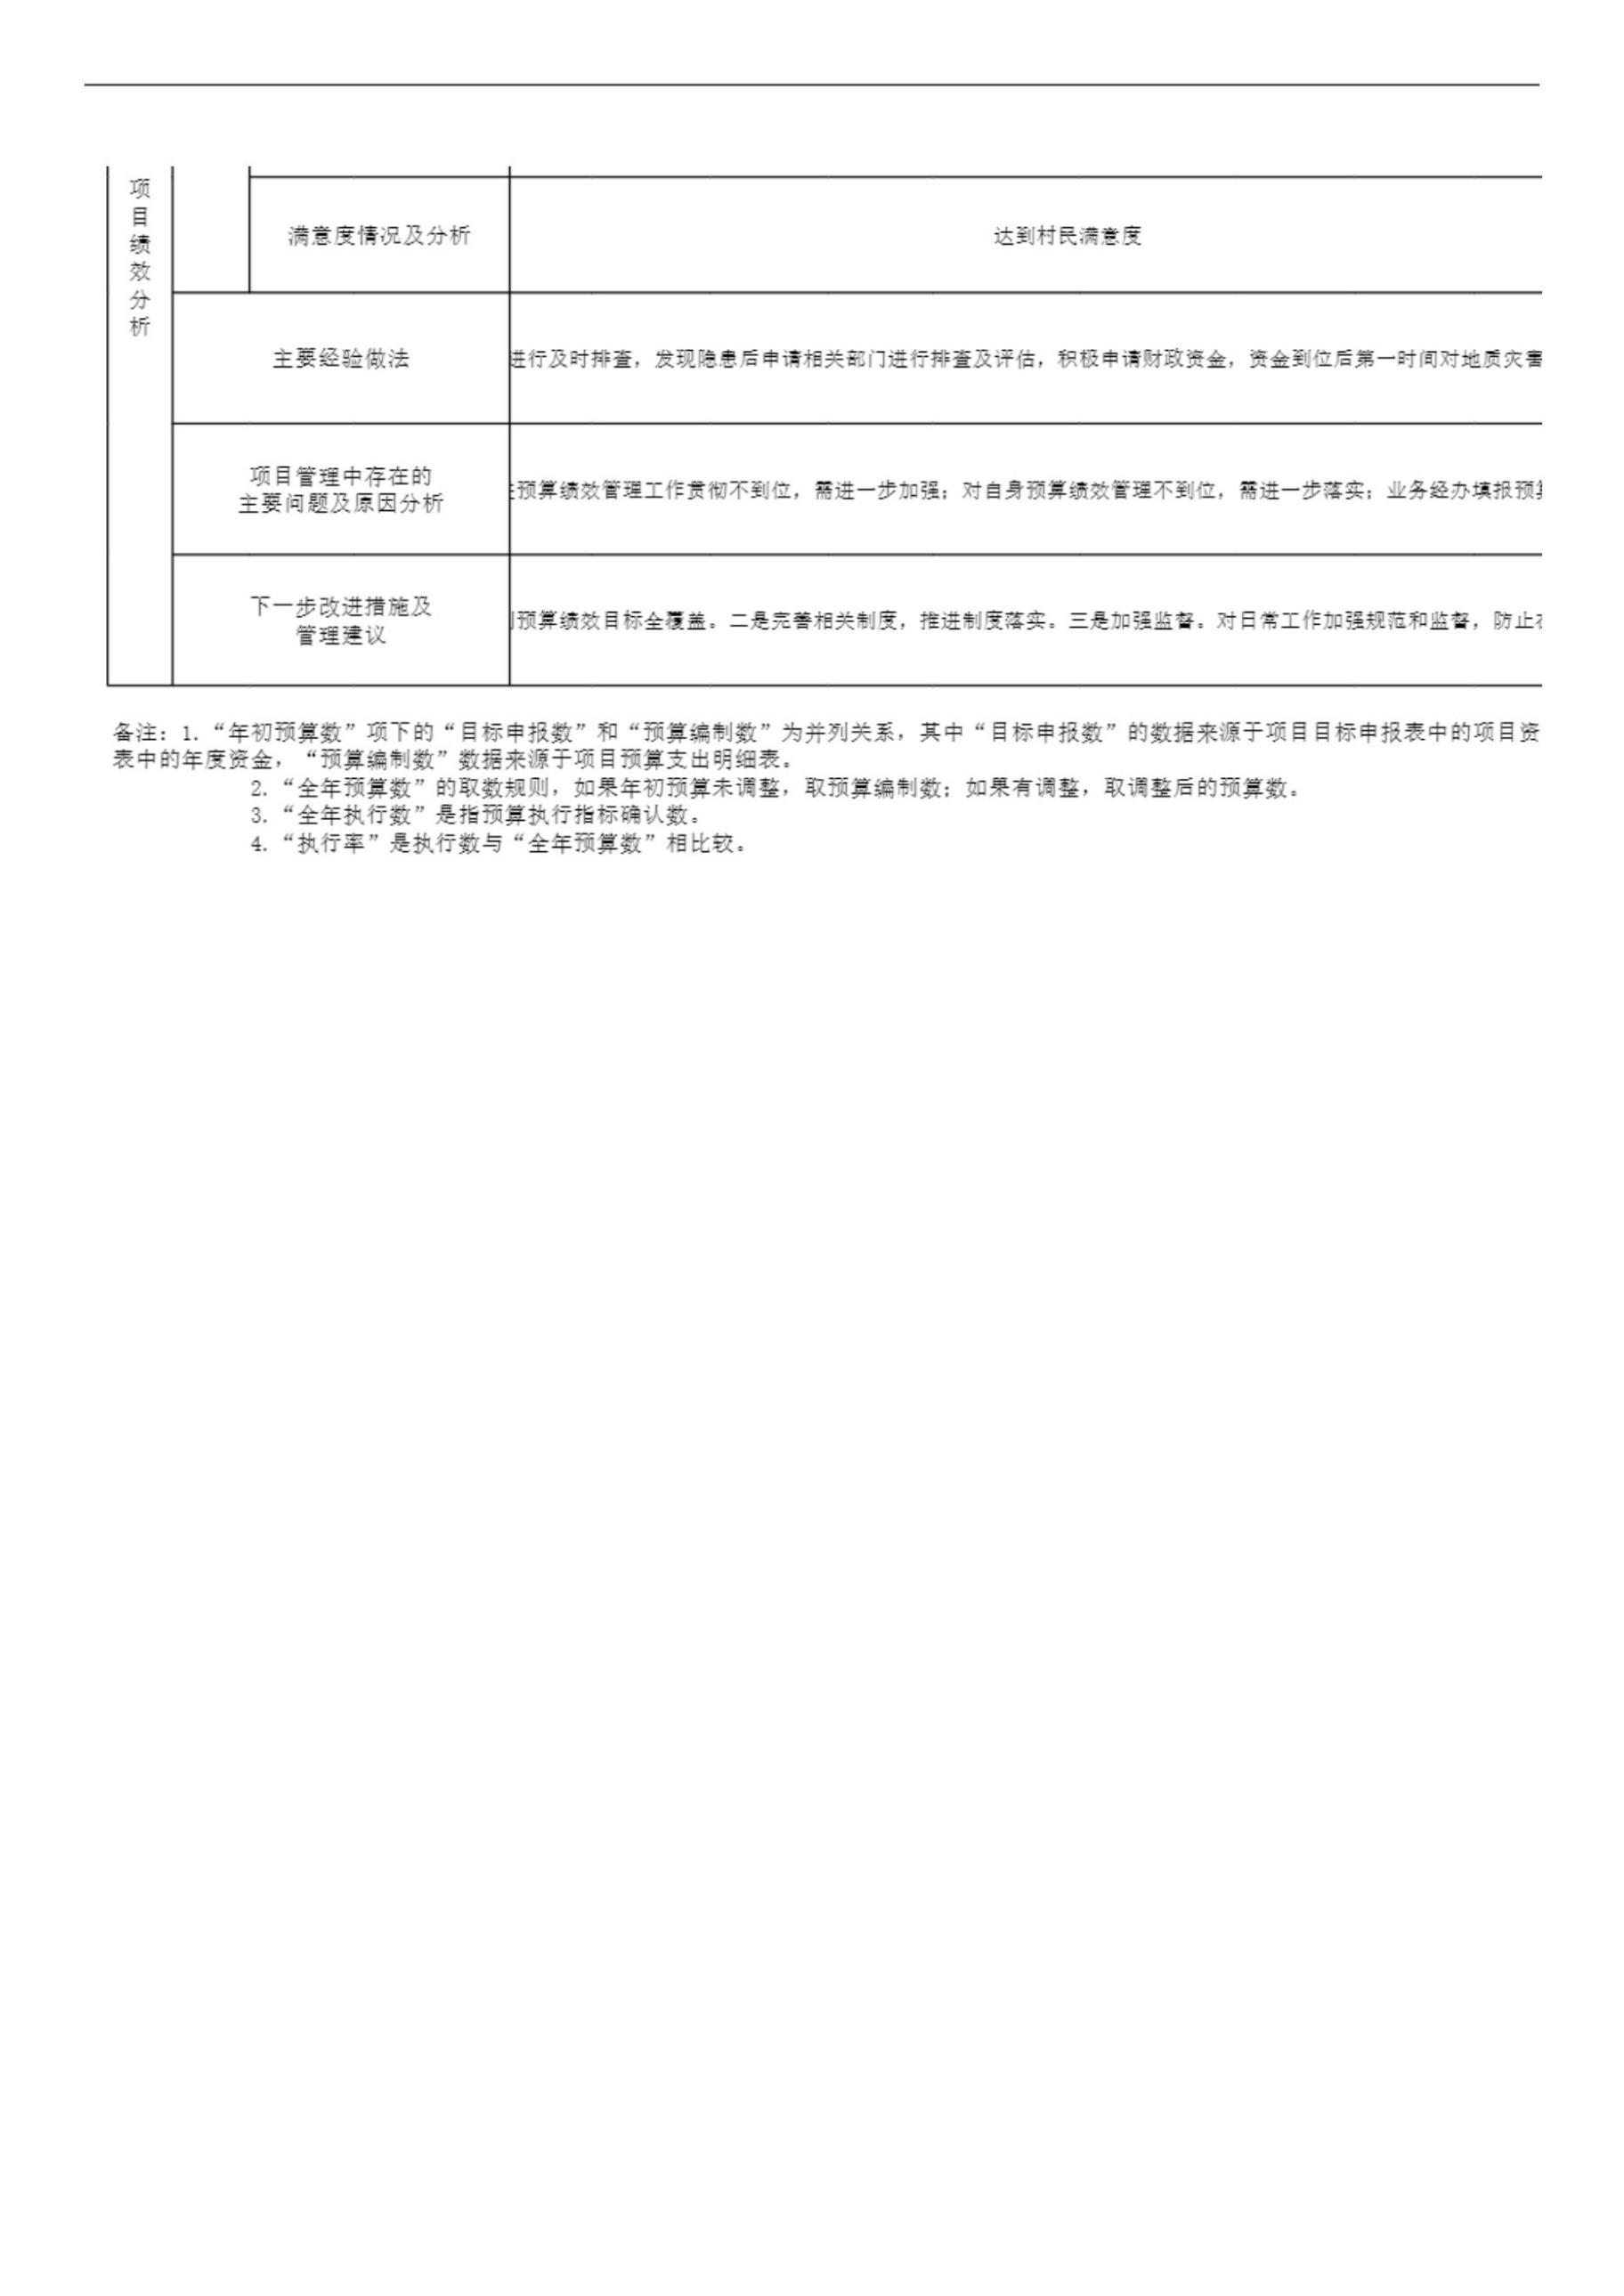 项
目
绩
效
分
析
满意度情况及分析
达到村民满意度
主要经验做法
进行及时排查，发现隐患后申请相关部门进行排查及评估，积极申请财政资金，资金到位后第一时间对地质灾害
项目管理中存在的
主要问题及原因分析
预算绩效管理工作贯彻不到位，需进一步加强；对自身预算绩效管理不到位，需进一步落实；业务经办填报预
下一步改进措施及
管理建议
预算绩效目标全覆盖。二是完善相关制度，推进制度落实。三是加强监督。对日常工作加强规范和监督，防止
备注：1.“年初预算数”项下的“目标申报数”和“预算编制数”为并列关系，其中“目标申报数”的数据来源于项目目标申报表中的项目资
表中的年度资金，“预算编制数”数据来源于项目预算支出明细表。
2.“全年预算数”的取数规则，如果年初预算未调整，取预算编制数；如果有调整，取调整后的预算数。
3.“全年执行数”是指预算执行指标确认数。
4.“执行率”是执行数与“全年预算数”相比较。